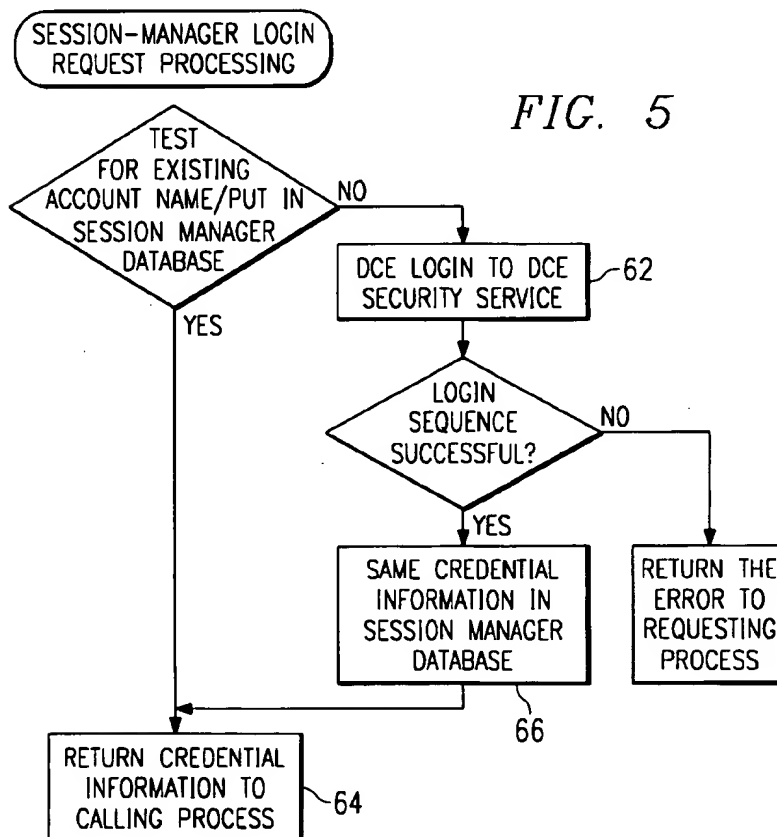 SESSION-MANAGER LOGIN
REQUEST PROCESSING
FIG. 5
TEST
FOR EXISTING
ACCOUNT NAME/PUT IN
SESSION MANAGER
DATABASE
NO
YES
DCE LOGIN TO DCE
SECURITY SERVICE
62
LOGIN
SEQUENCE
SUCCESSFUL?
NO
YES
SAME CREDENTIAL
INFORMATION IN
SESSION MANAGER
DATABASE
66
RETURN THE
ERROR TO
REQUESTING
PROCESS
RETURN CREDENTIAL
INFORMATION TO
CALLING PROCESS
64